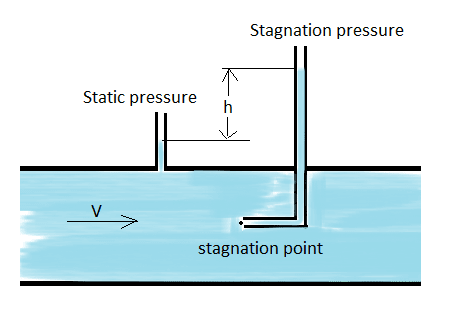 Stagnation pressure
Static pressure
h
V
stagnation point